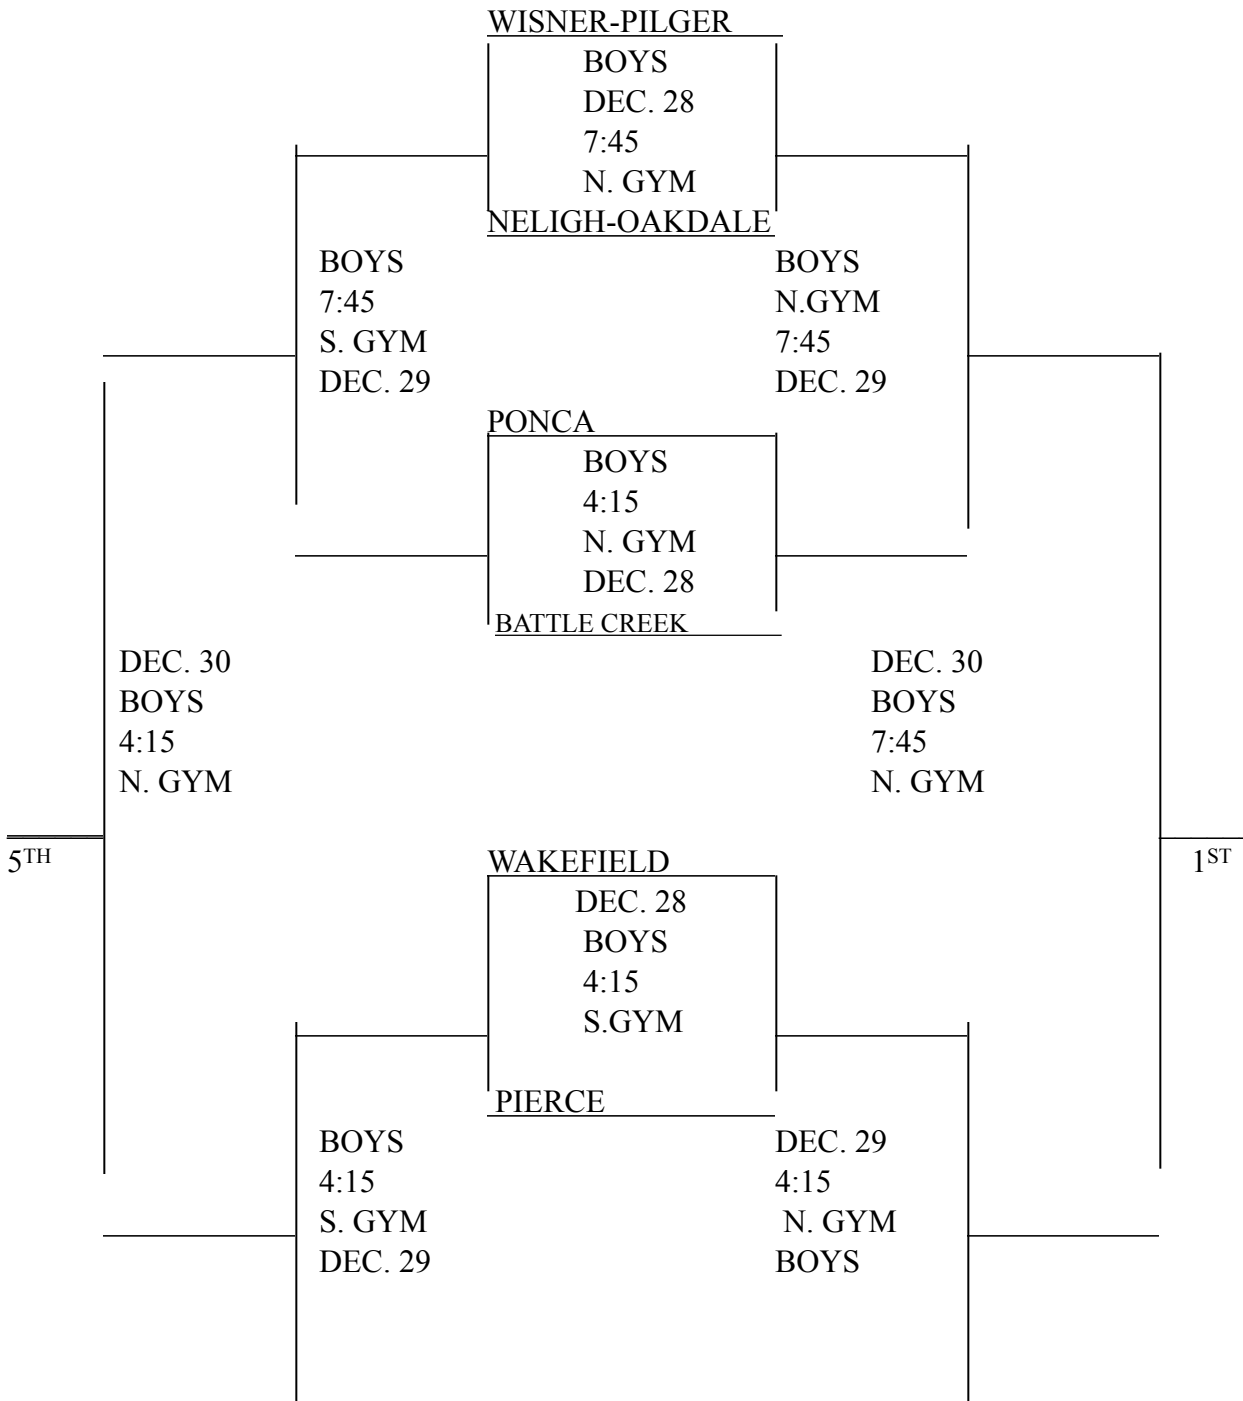 WISNER-PILGER
BOYS
DEC. 28
7:45
N. GYM
NELIGH-OAKDALE
BOYS
7:45
S. GYM
DEC. 29
BOYS
N.GYM
7:45
DEC. 29
PONCA
BOYS
4:15
N. GYM
DEC. 28
BATTLE CREEK
DEC. 30
BOYS
4:15
N. GYM
DEC. 30
BOYS
7:45
N. GYM
5TH
1ST
WAKEFIELD
DEC. 28
BOYS
4:15
S.GYM
PIERCE
BOYS
4:15
S. GYM
DEC. 29
DEC. 29
4:15
N. GYM
BOYS